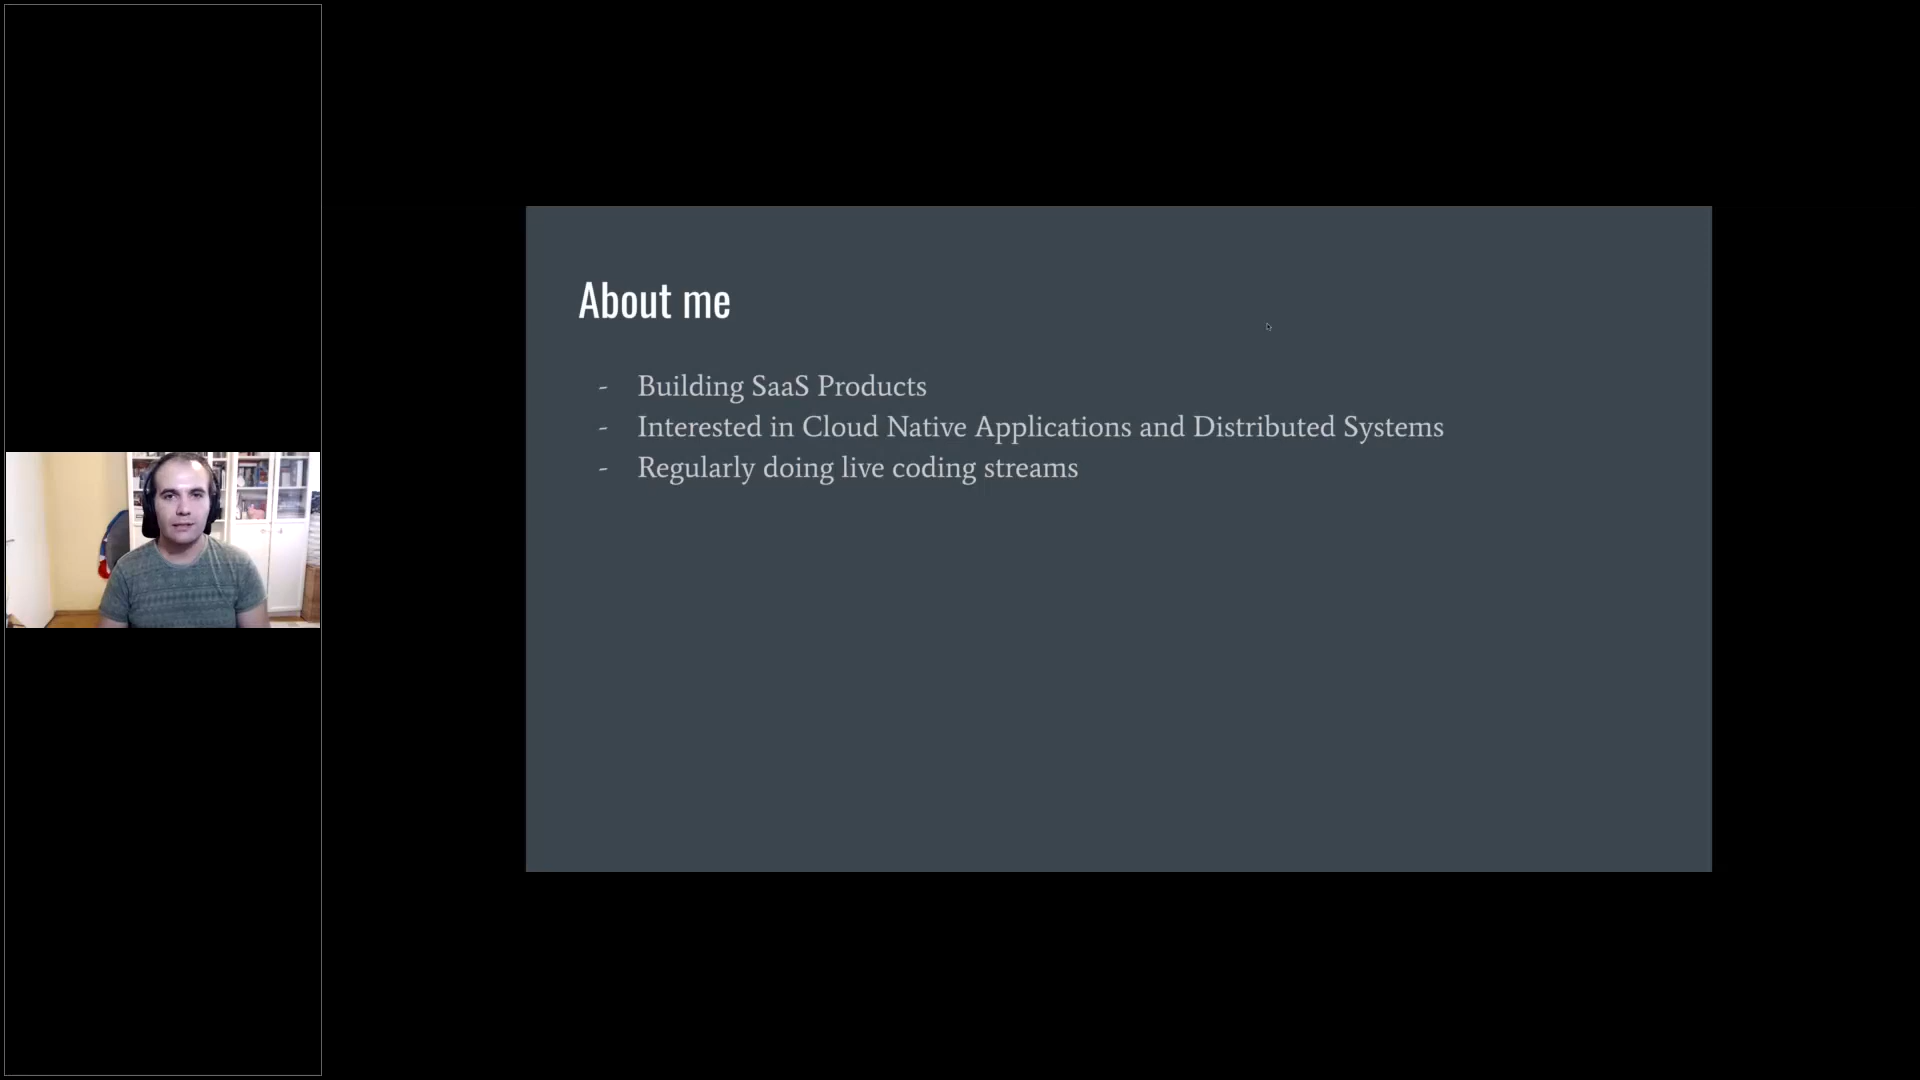 About me
- Building SaaS Products
- Interested in Cloud Native Applications and Distributed Systems
- Regularly doing live coding streams